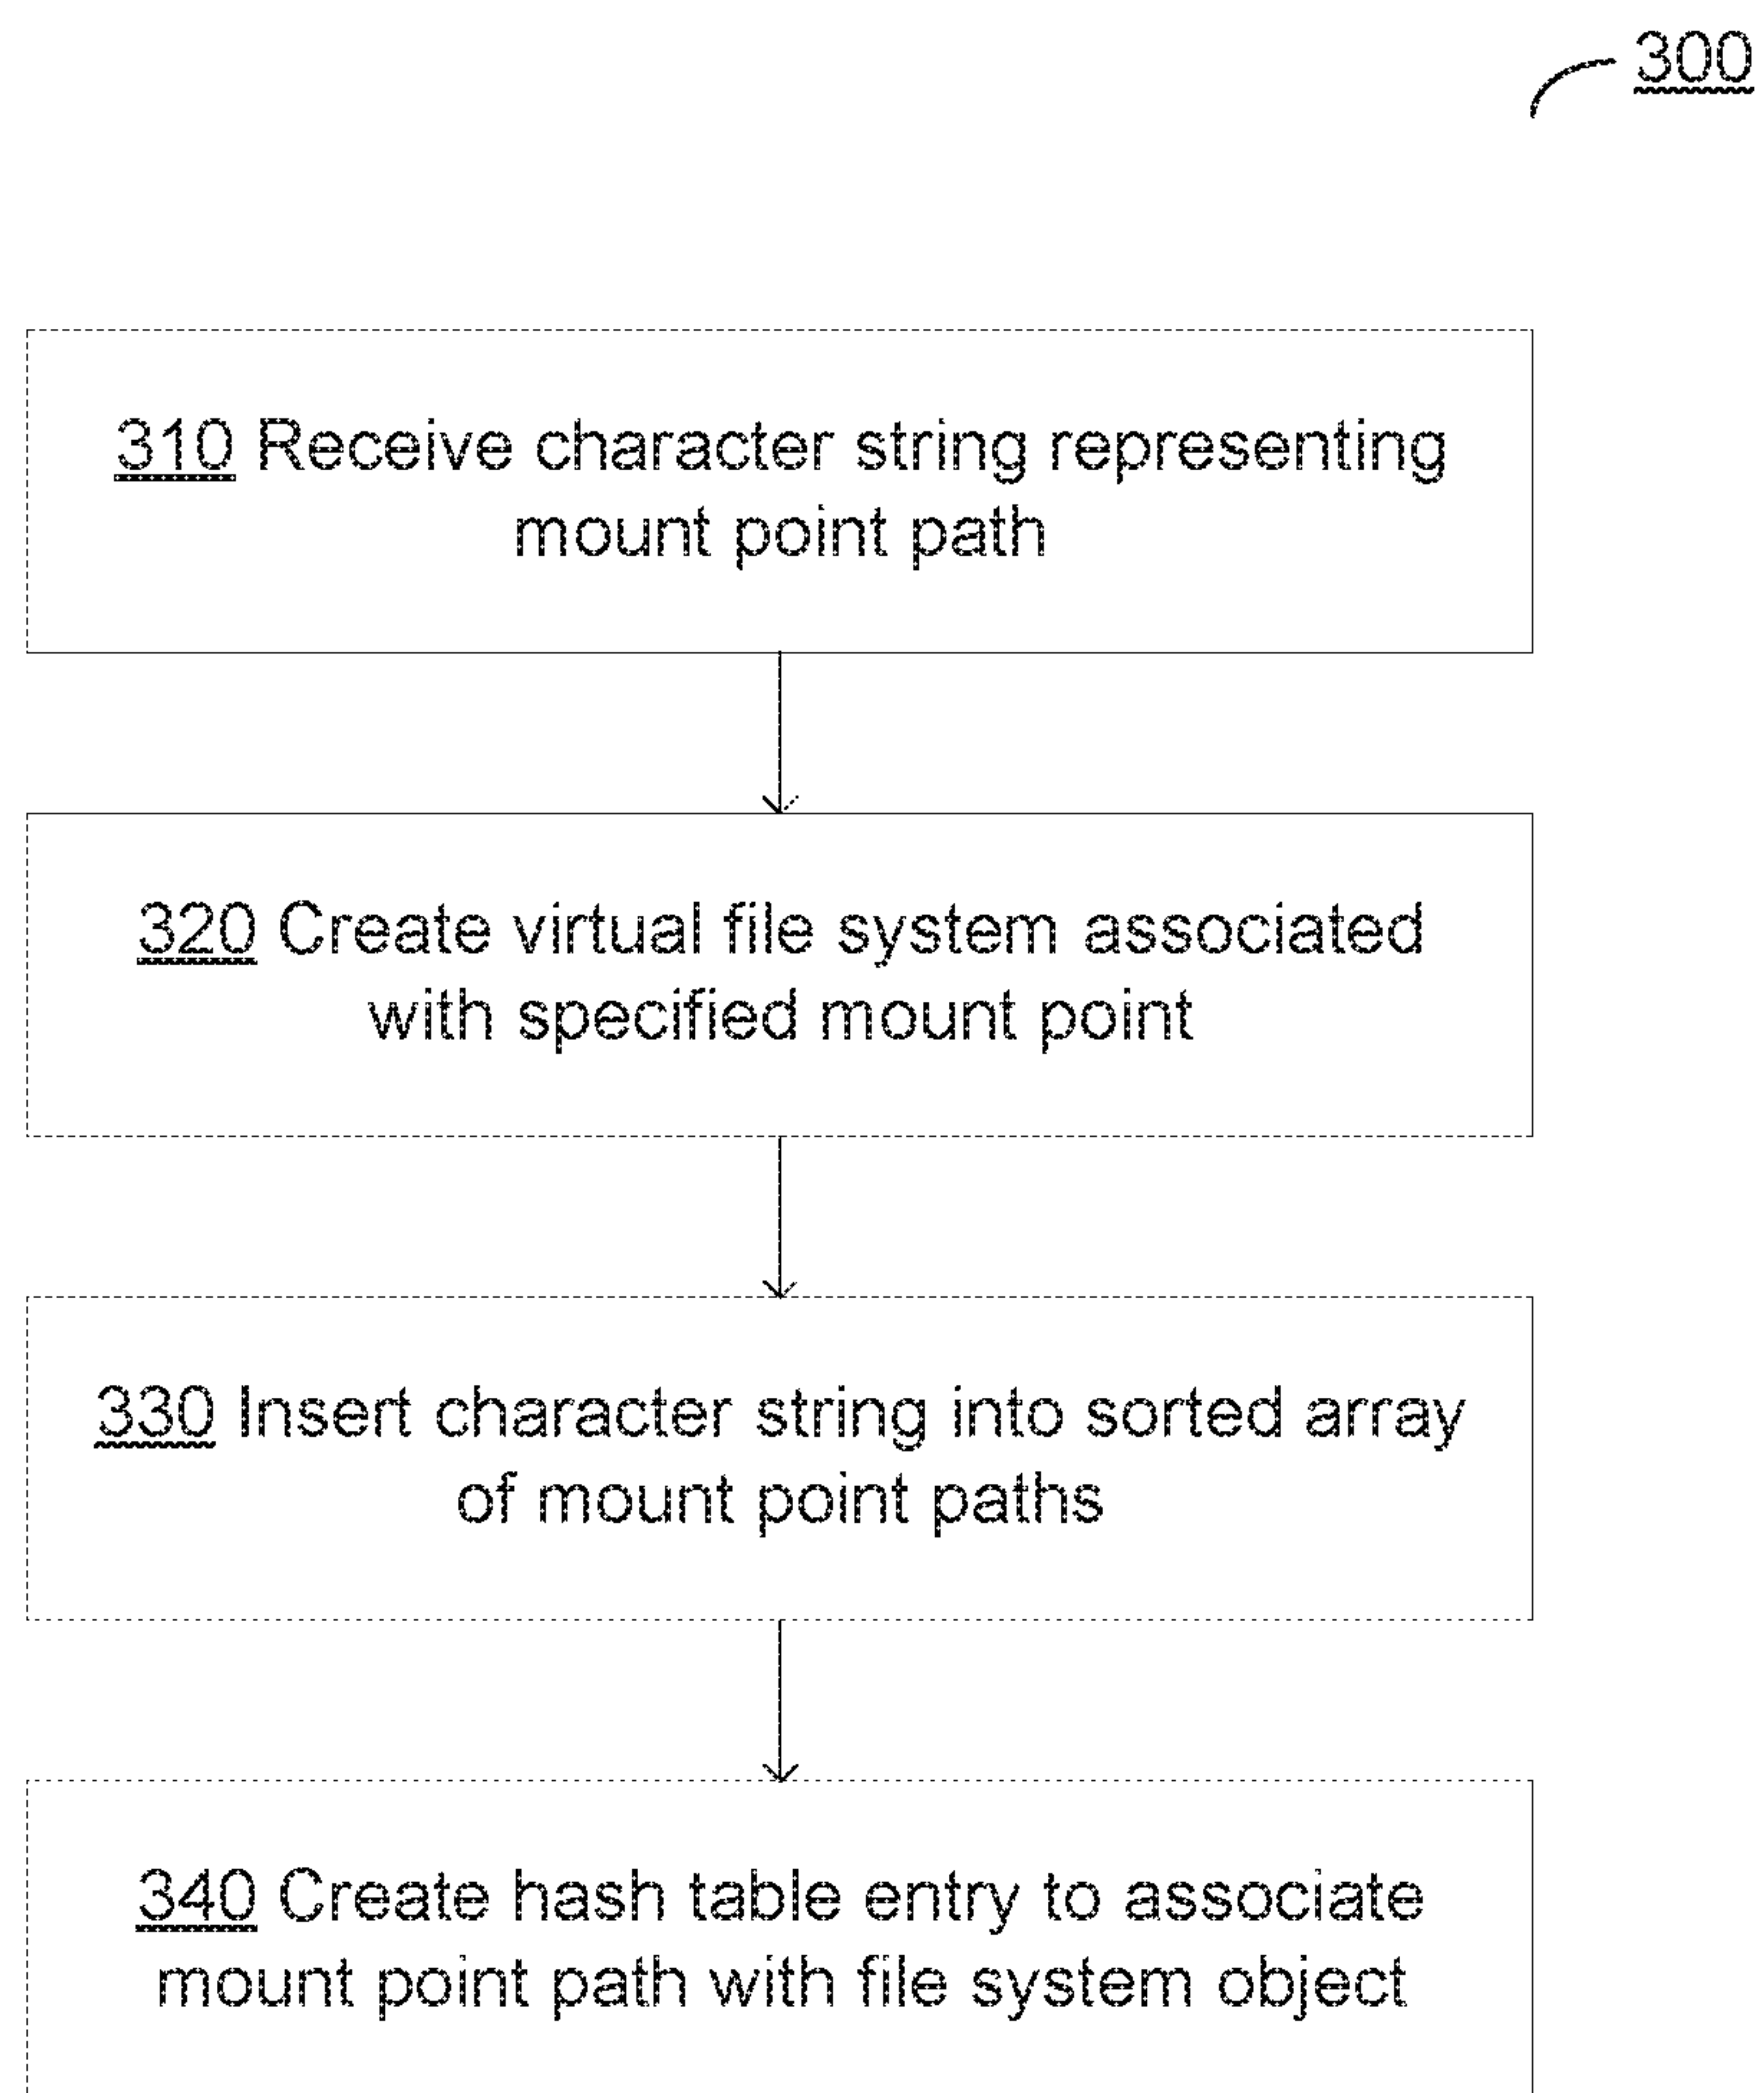 300
310 Receive character string representing
mount point path
320 Create virtual file system associated
with specified mount point
330 Insert character string into sorted array
of mount point paths
340 Create hash table entry to associate
mount point path with file system object